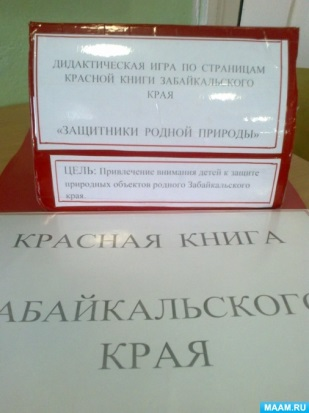 ДИДАКТИЧЕСКАЯ ИГРА ПО СТРАНИЦАМ
КРАСНОЙ КНИГИ ЗАБАЙКАЛЬСКОГО
КРАЯ
«ЗАЩИТНИКИ РОДНОЙ ПРИРОДЫ»
ЦЕЛЬ: Привлечение внимания детей к защите
природных объектов родного Забайкальского
края.
КРАСНАЯ КНИГА
АБАЙКАЛЬСКОГО
КРАЯ
MAAM.RU